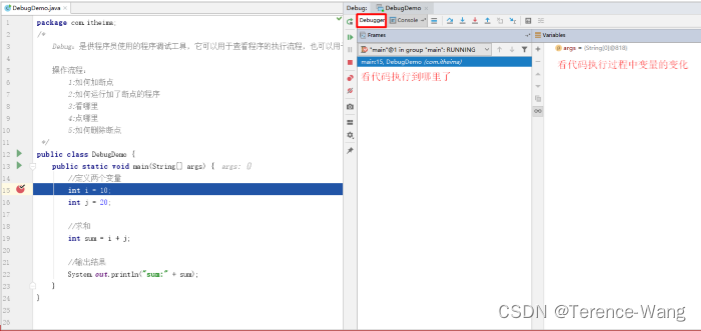 DebugDemo.java
package com.itheima;
/*
Debug：是供程序员使用的程序调试工具，它可以用于查看程序的执行流程，也可以用
操作流程：
1:如何加断点
2:如何运行加了断点的程序
3:看哪里
4:点哪里
5:如何删除断点
*/
public class DebugDemo {
public static void main(String[] args) { args: {}
//定义两个变量
int i = 10;
int j = 20;
//求和
int sum = i + j;
//输出结果
System.out.println("sum:" + sum);
}
}
Debug: DebugDemo
Debugger Console
Frames
"main"@1 in group "main": RUNNING
main:15, DebugDemo (com.itheima)
看代码执行到哪里了
Variables
args = {String[0]@818}
看代码执行过程中变量的变化
CSDN @Terence-Wang